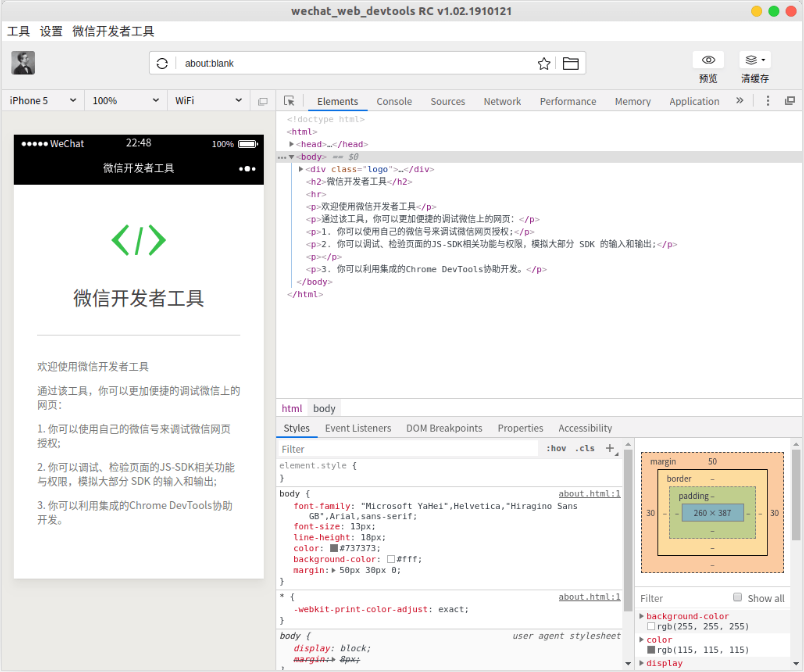 wechat_web_devtools RC v1.02.1910121
工具 设置 微信开发者工具
about:blank
预览
清缓存
iPhone 5 100% WiFi
Elements Console Sources Network Performance Memory Application »
●●●●● WeChat 22:48 100%
微信开发者工具
</>
微信开发者工具
欢迎使用微信开发者工具
通过该工具，你可以更加便捷的调试微信上的
网页：
1. 你可以使用自己的微信号来调试微信网页
授权；
2. 你可以调试、检验页面的JS-SDK相关功能
与权限，模拟大部分 SDK 的输入和输出；
3. 你可以利用集成的Chrome DevTools协助
开发。
<!doctype html>
<html>
<head>…</head>
<body> == $0
<div class="logo">…</div>
<h2>微信开发者工具</h2>
<hr>
<p>欢迎使用微信开发者工具</p>
<p>通过该工具，你可以更加便捷的调试微信上的网页：</p>
<p>1. 你可以使用自己的微信号来调试微信网页授权；</p>
<p>2. 你可以调试、检验页面的JS-SDK相关功能与权限，模拟大部分 SDK 的输入和输出；</p>
<p></p>
<p>3. 你可以利用集成的Chrome DevTools协助开发。</p>
</body>
</html>
html body
Styles Event Listeners DOM Breakpoints Properties Accessibility
Filter :hov .cls +
element.style {
}
body { about.html:1
font-family: "Microsoft YaHei",Helvetica,"Hiragino Sans
GB",Arial,sans-serif;
font-size: 13px;
line-height: 18px;
color: #737373;
background-color: #fff;
margin: 50px 30px 0;
}
* { about.html:1
-webkit-print-color-adjust: exact;
}
body { user agent stylesheet
display: block;
margin: 8px;
margin 50
border –
padding –
30 – – 260 × 387 – – 30
–
–
–
Filter Show all
background-color
rgb(255, 255, 255)
color
rgb(115, 115, 115)
display